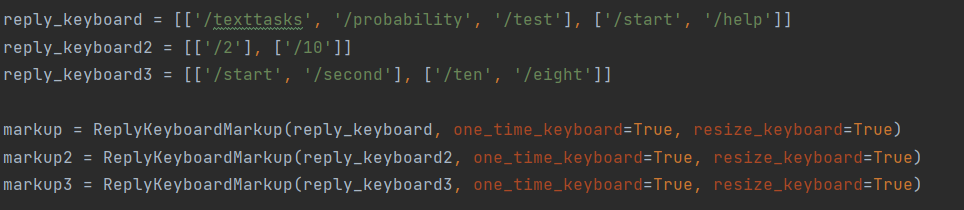 reply_keyboard = [['/texttasks', '/probability', '/test'], ['/start', '/help']]
reply_keyboard2 = [['/2'], ['/10']]
reply_keyboard3 = [['/start', '/second'], ['/ten', '/eight']]
markup = ReplyKeyboardMarkup(reply_keyboard, one_time_keyboard=True, resize_keyboard=True)
markup2 = ReplyKeyboardMarkup(reply_keyboard2, one_time_keyboard=True, resize_keyboard=True)
markup3 = ReplyKeyboardMarkup(reply_keyboard3, one_time_keyboard=True, resize_keyboard=True)